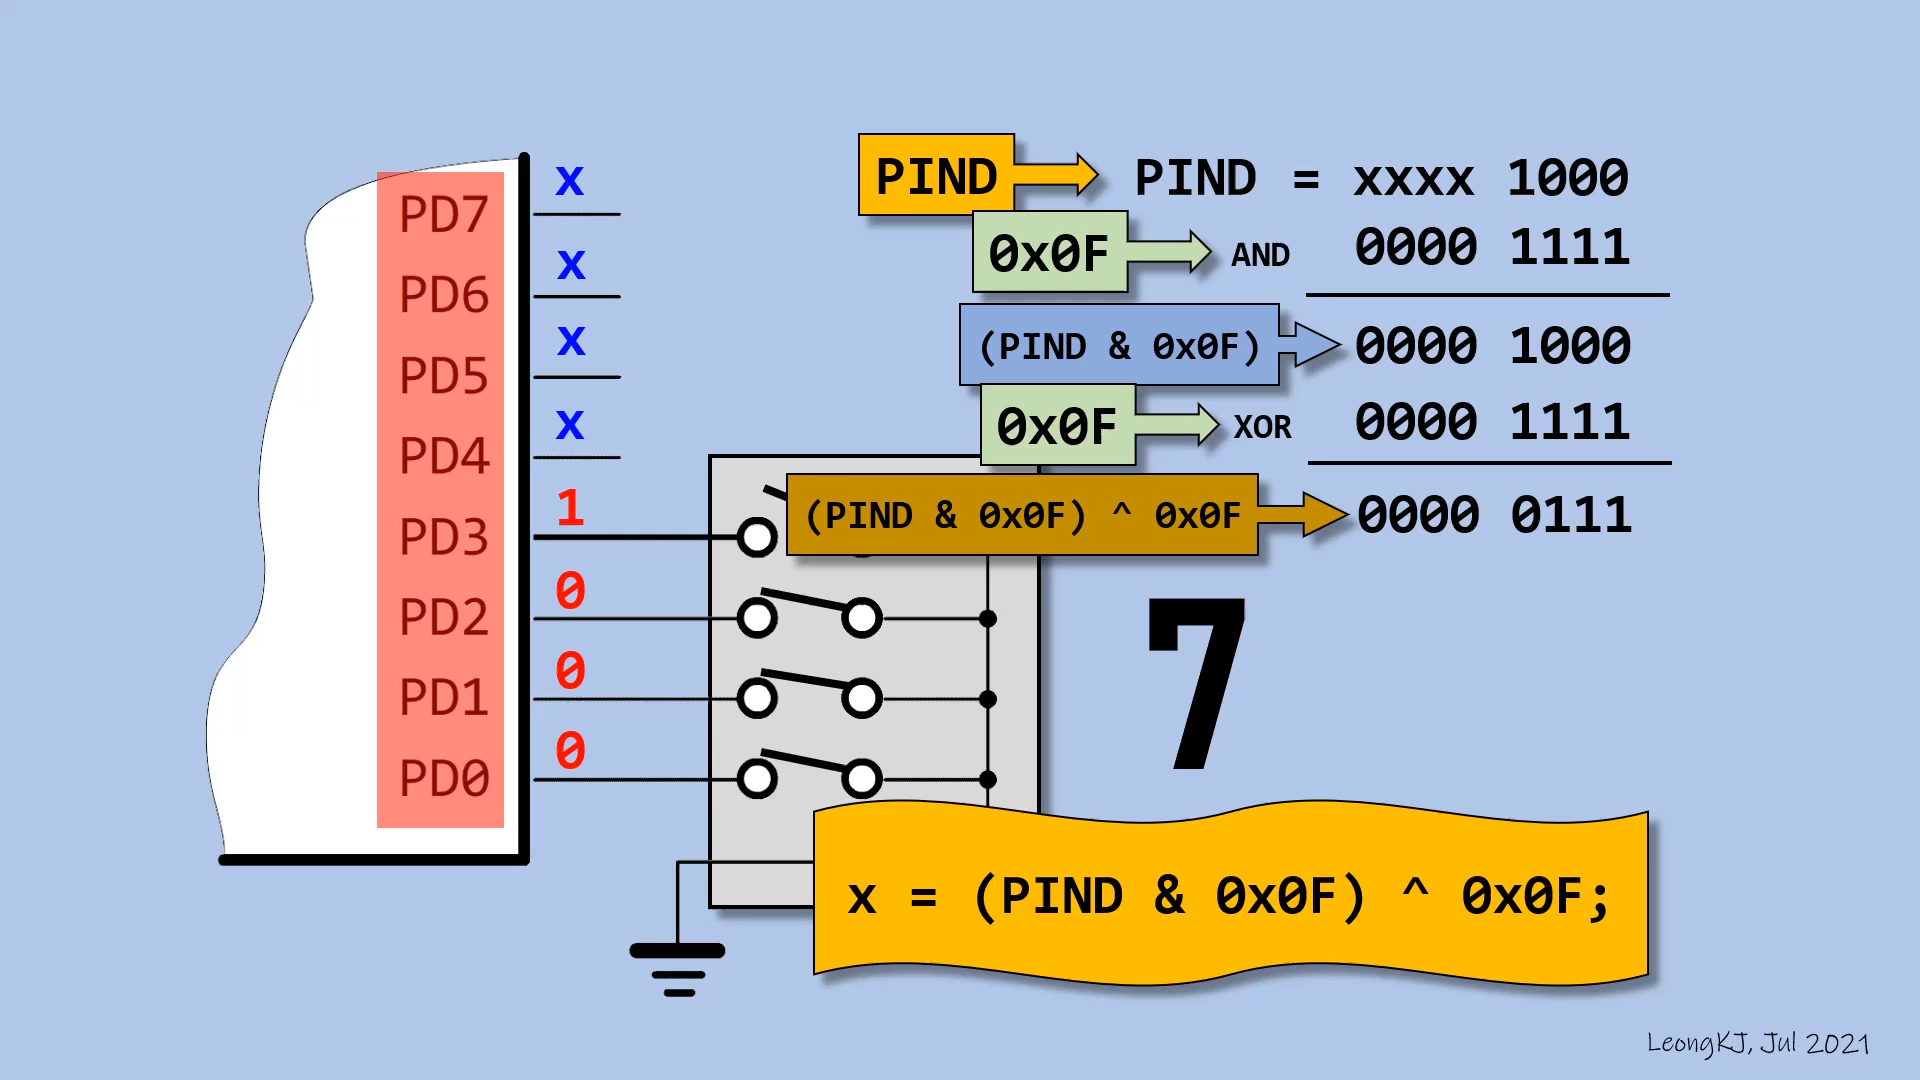 PD7 x
PD6 x
PD5 x
PD4 x
PD3 1
PD2 0
PD1 0
PD0 0
PIND PIND = xxxx 1000
0x0F AND 0000 1111
(PIND & 0x0F) 0000 1000
0x0F XOR 0000 1111
(PIND & 0x0F) ^ 0x0F 0000 0111
7
x = (PIND & 0x0F) ^ 0x0F;
LeongKJ, Jul 2021